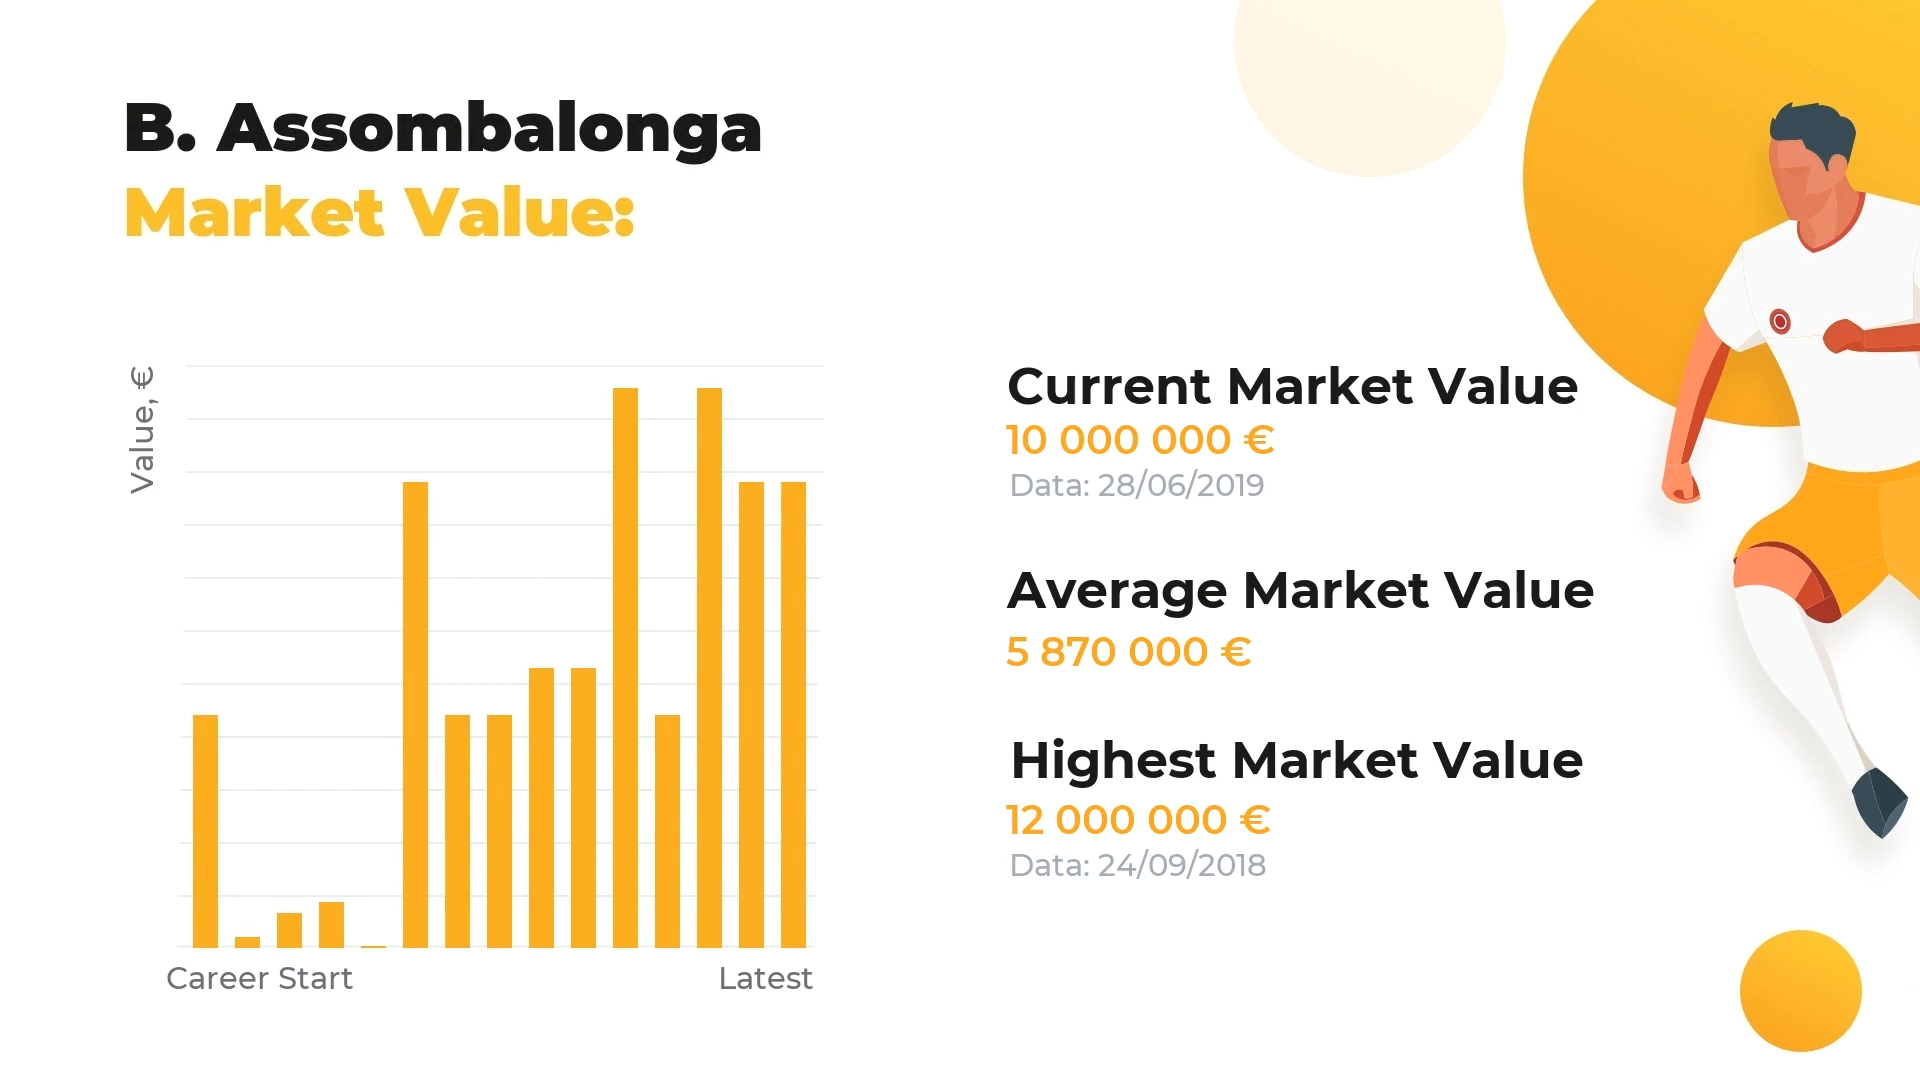 B. Assombalonga
Market Value:
Value, €
Career Start
Latest
Current Market Value
10 000 000 €
Data: 28/06/2019
Average Market Value
5 870 000 €
Highest Market Value
12 000 000 €
Data: 24/09/2018